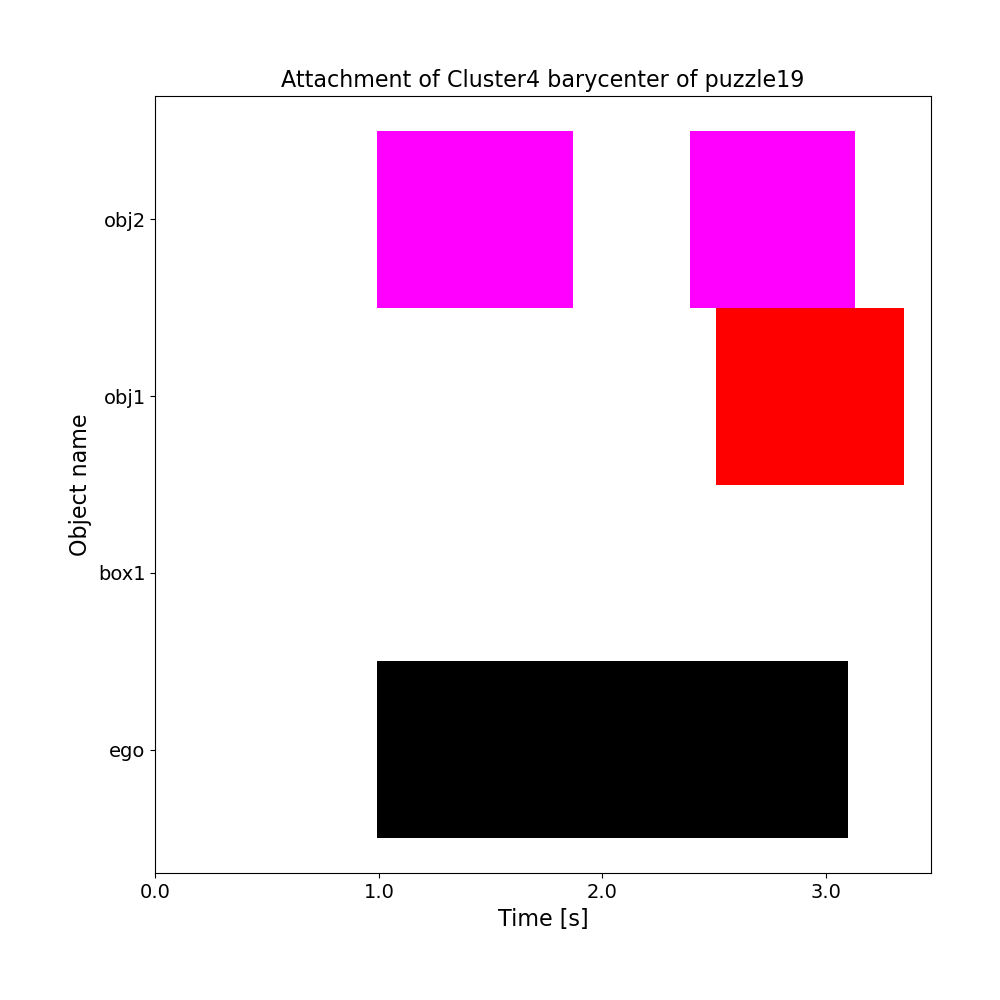 Attachment of Cluster4 barycenter of puzzle19
obj2
obj1
box1
ego
Object name
0.0 1.0 2.0 3.0
Time [s]